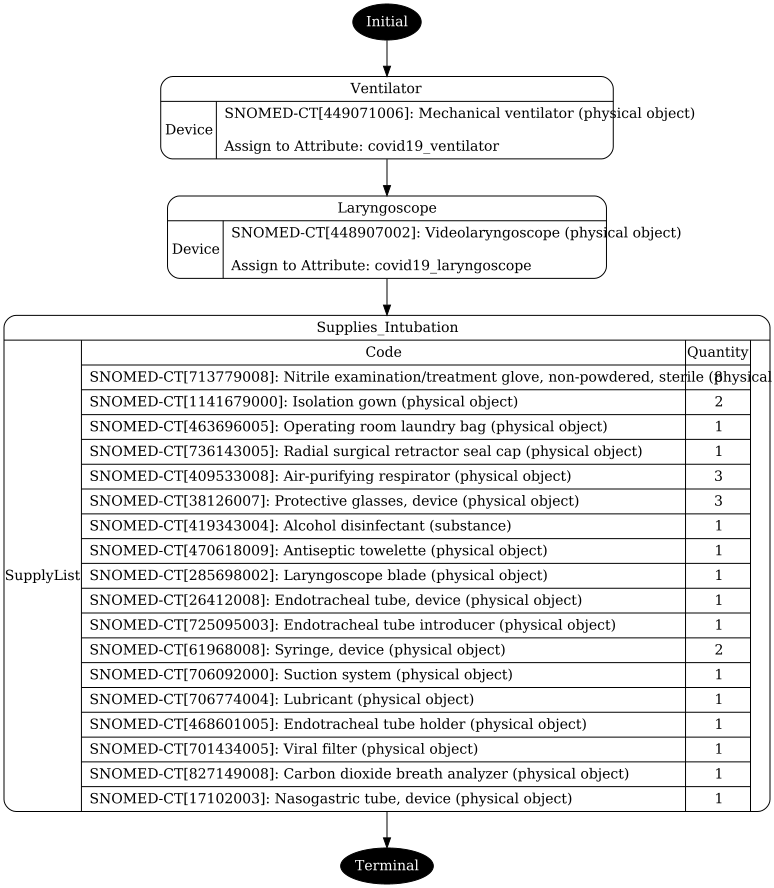 Initial
Ventilator
Device
SNOMED-CT[449071006]: Mechanical ventilator (physical object)
Assign to Attribute: covid19_ventilator
Laryngoscope
Device
SNOMED-CT[448907002]: Videolaryngoscope (physical object)
Assign to Attribute: covid19_laryngoscope
Supplies_Intubation
SupplyList
Code Quantity
SNOMED-CT[713779008]: Nitrile examination/treatment glove, non-powdered, sterile (physical
SNOMED-CT[1141679000]: Isolation gown (physical object) 2
SNOMED-CT[463696005]: Operating room laundry bag (physical object) 1
SNOMED-CT[736143005]: Radial surgical retractor seal cap (physical object) 1
SNOMED-CT[409533008]: Air-purifying respirator (physical object) 3
SNOMED-CT[38126007]: Protective glasses, device (physical object) 3
SNOMED-CT[419343004]: Alcohol disinfectant (substance) 1
SNOMED-CT[470618009]: Antiseptic towelette (physical object) 1
SNOMED-CT[285698002]: Laryngoscope blade (physical object) 1
SNOMED-CT[26412008]: Endotracheal tube, device (physical object) 1
SNOMED-CT[725095003]: Endotracheal tube introducer (physical object) 1
SNOMED-CT[61968008]: Syringe, device (physical object) 2
SNOMED-CT[706092000]: Suction system (physical object) 1
SNOMED-CT[706774004]: Lubricant (physical object) 1
SNOMED-CT[468601005]: Endotracheal tube holder (physical object) 1
SNOMED-CT[701434005]: Viral filter (physical object) 1
SNOMED-CT[827149008]: Carbon dioxide breath analyzer (physical object) 1
SNOMED-CT[17102003]: Nasogastric tube, device (physical object) 1
Terminal